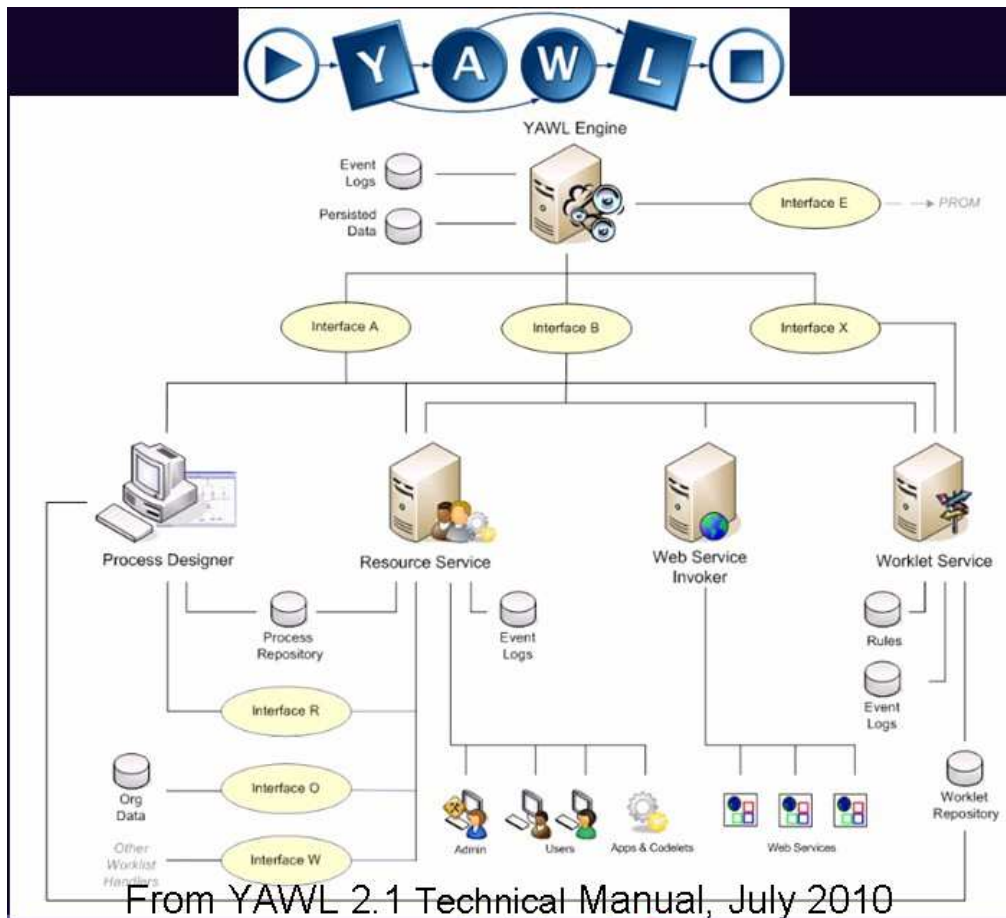 YAWL
YAWL Engine
Event
Logs
Persisted
Data
Interface E
PROM
Interface A
Interface B
Interface X
Process Designer
Resource Service
Web Service
Invoker
Worklet Service
Process
Repository
Event
Logs
Rules
Event
Logs
Interface R
Org
Data
Interface O
Worklet
Repository
Admin
Users
Apps & Codelets
Web Services
Other
Worklist
Handlers
Interface W
From YAWL 2.1 Technical Manual, July 2010